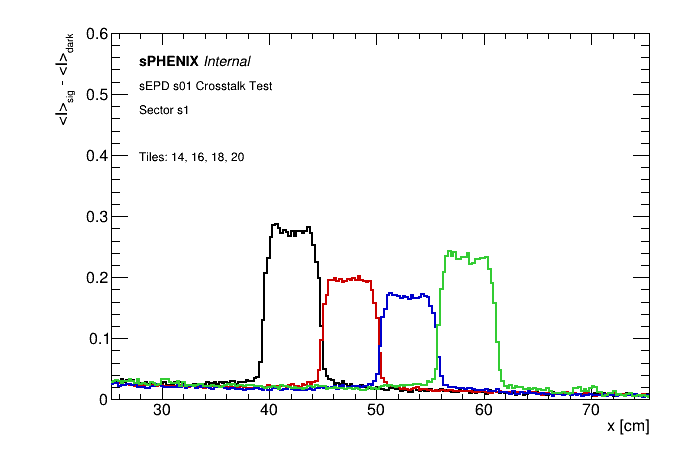 0.6
sPHENIX Internal
<I>sig - <I>dark
sEPD s01 Crosstalk Test
0.5
Sector s1
0.4
Tiles: 14, 16, 18, 20
0.3
0.2
0.1
0
30 40 50 60 70
x [cm]